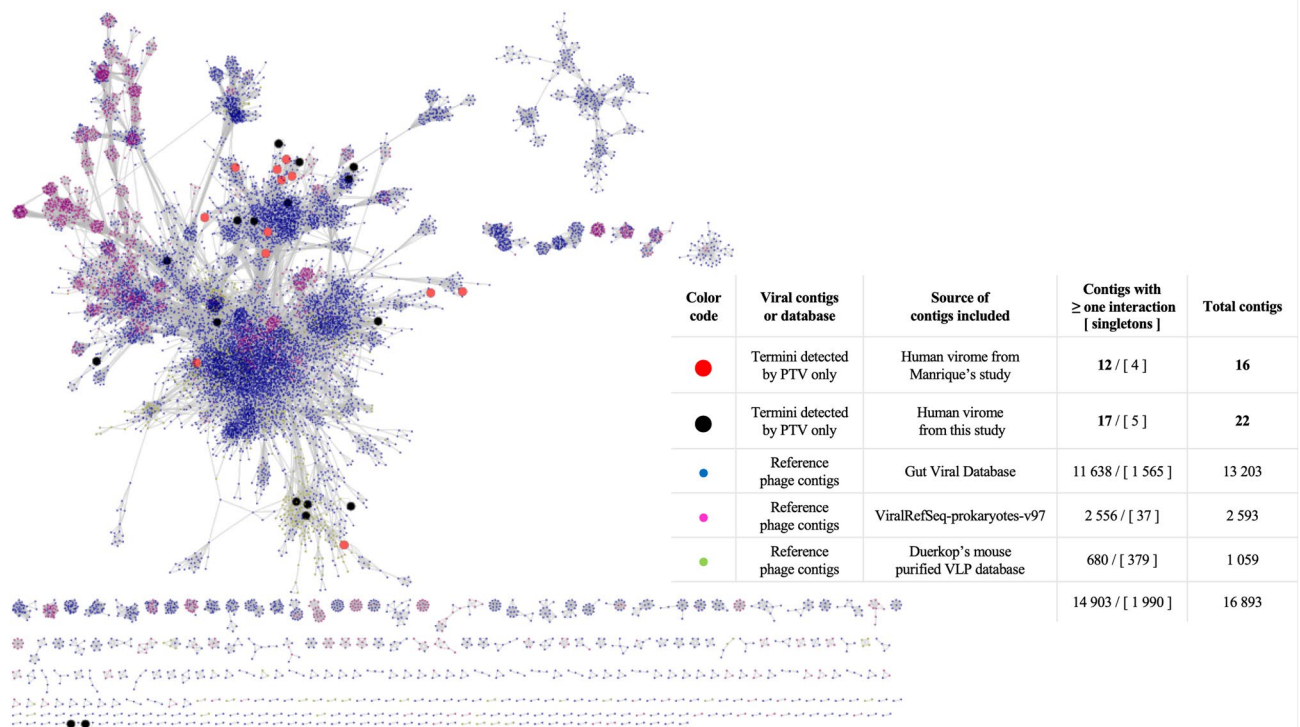 Color
code
Viral contigs
or database
Source of
contigs included
Contigs with
≥ one interaction
[ singletons ]
Total contigs
Termini detected
by PTV only
Human virome from
Manrique's study
12 / [ 4 ]
16
Termini detected
by PTV only
Human virome
from this study
17 / [ 5 ]
22
Reference
phage contigs
Gut Viral Database
11 638 / [ 1 565 ]
13 203
Reference
phage contigs
ViralRefSeq-prokaryotes-v97
2 556 / [ 37 ]
2 593
Reference
phage contigs
Duerkop's mouse
purified VLP database
680 / [ 379 ]
1 059
14 903 / [ 1 990 ]
16 893